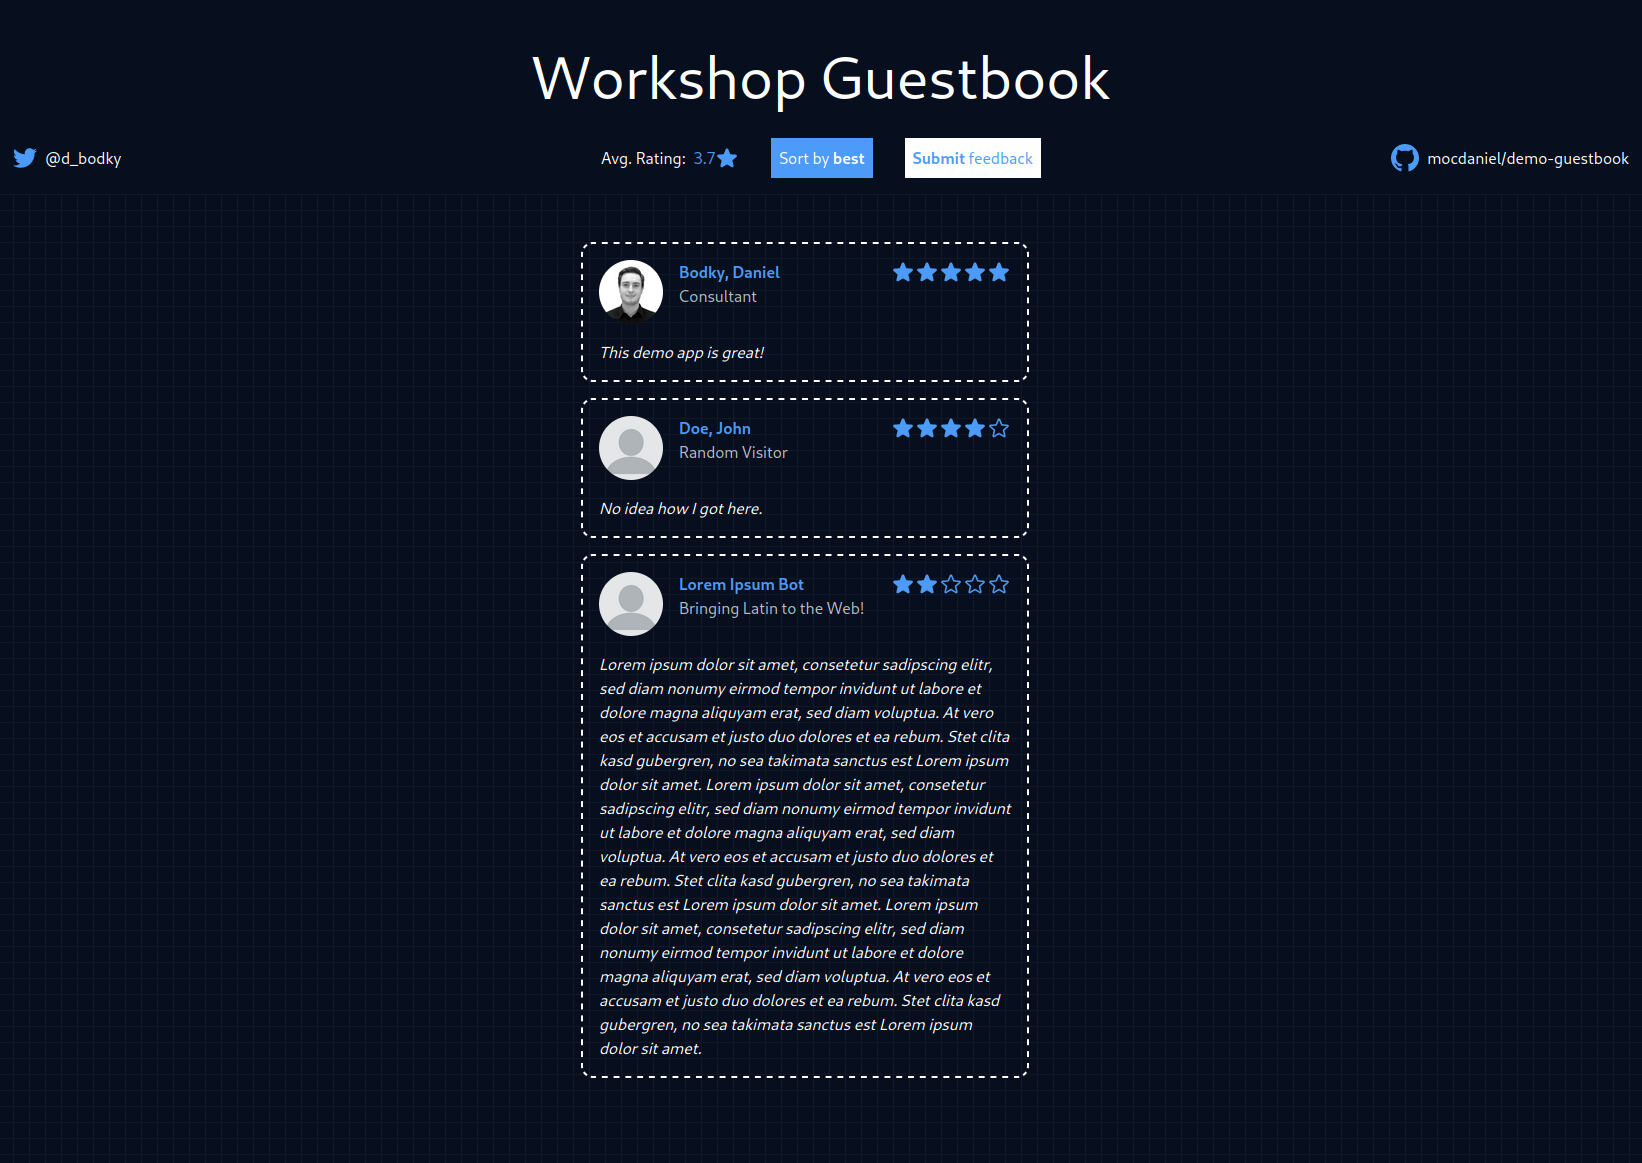 Workshop Guestbook
@d_bodky
Avg. Rating: 3.7
Sort by best
Submit feedback
mocdaniel/demo-guestbook
Bodky, Daniel
Consultant
This demo app is great!
Doe, John
Random Visitor
No idea how I got here.
Lorem Ipsum Bot
Bringing Latin to the Web!
Lorem ipsum dolor sit amet, consetetur sadipscing elitr,
sed diam nonumy eirmod tempor invidunt ut labore et
dolore magna aliquyam erat, sed diam voluptua. At vero
eos et accusam et justo duo dolores et ea rebum. Stet clita
kasd gubergren, no sea takimata sanctus est Lorem ipsum
dolor sit amet. Lorem ipsum dolor sit amet, consetetur
sadipscing elitr, sed diam nonumy eirmod tempor invidunt
ut labore et dolore magna aliquyam erat, sed diam
voluptua. At vero eos et accusam et justo duo dolores et
ea rebum. Stet clita kasd gubergren, no sea takimata
sanctus est Lorem ipsum dolor sit amet. Lorem ipsum
dolor sit amet, consetetur sadipscing elitr, sed diam
nonumy eirmod tempor invidunt ut labore et dolore
magna aliquyam erat, sed diam voluptua. At vero eos et
accusam et justo duo dolores et ea rebum. Stet clita kasd
gubergren, no sea takimata sanctus est Lorem ipsum
dolor sit amet.